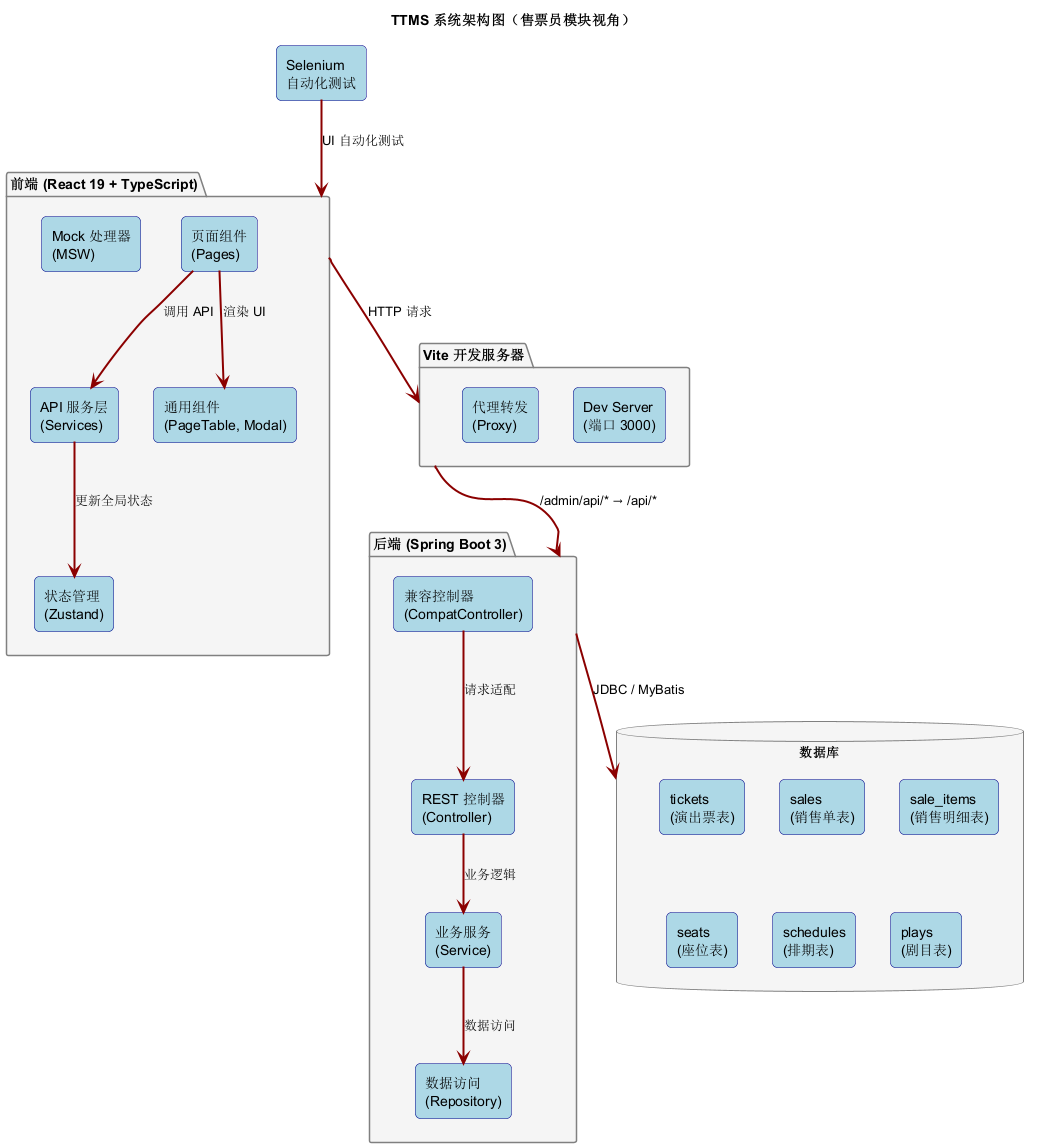 TTMS 系统架构图（售票员模块视角）
Selenium
自动化测试
UI 自动化测试
前端 (React 19 + TypeScript)
Mock 处理器
(MSW)
页面组件
(Pages)
调用 API
渲染 UI
API 服务层
(Services)
通用组件
(PageTable, Modal)
更新全局状态
状态管理
(Zustand)
HTTP 请求
Vite 开发服务器
代理转发
(Proxy)
Dev Server
(端口 3000)
/admin/api/* → /api/*
后端 (Spring Boot 3)
兼容控制器
(CompatController)
请求适配
REST 控制器
(Controller)
业务逻辑
业务服务
(Service)
数据访问
数据访问
(Repository)
JDBC / MyBatis
数据库
tickets
(演出票表)
sales
(销售单表)
sale_items
(销售明细表)
seats
(座位表)
schedules
(排期表)
plays
(剧目表)